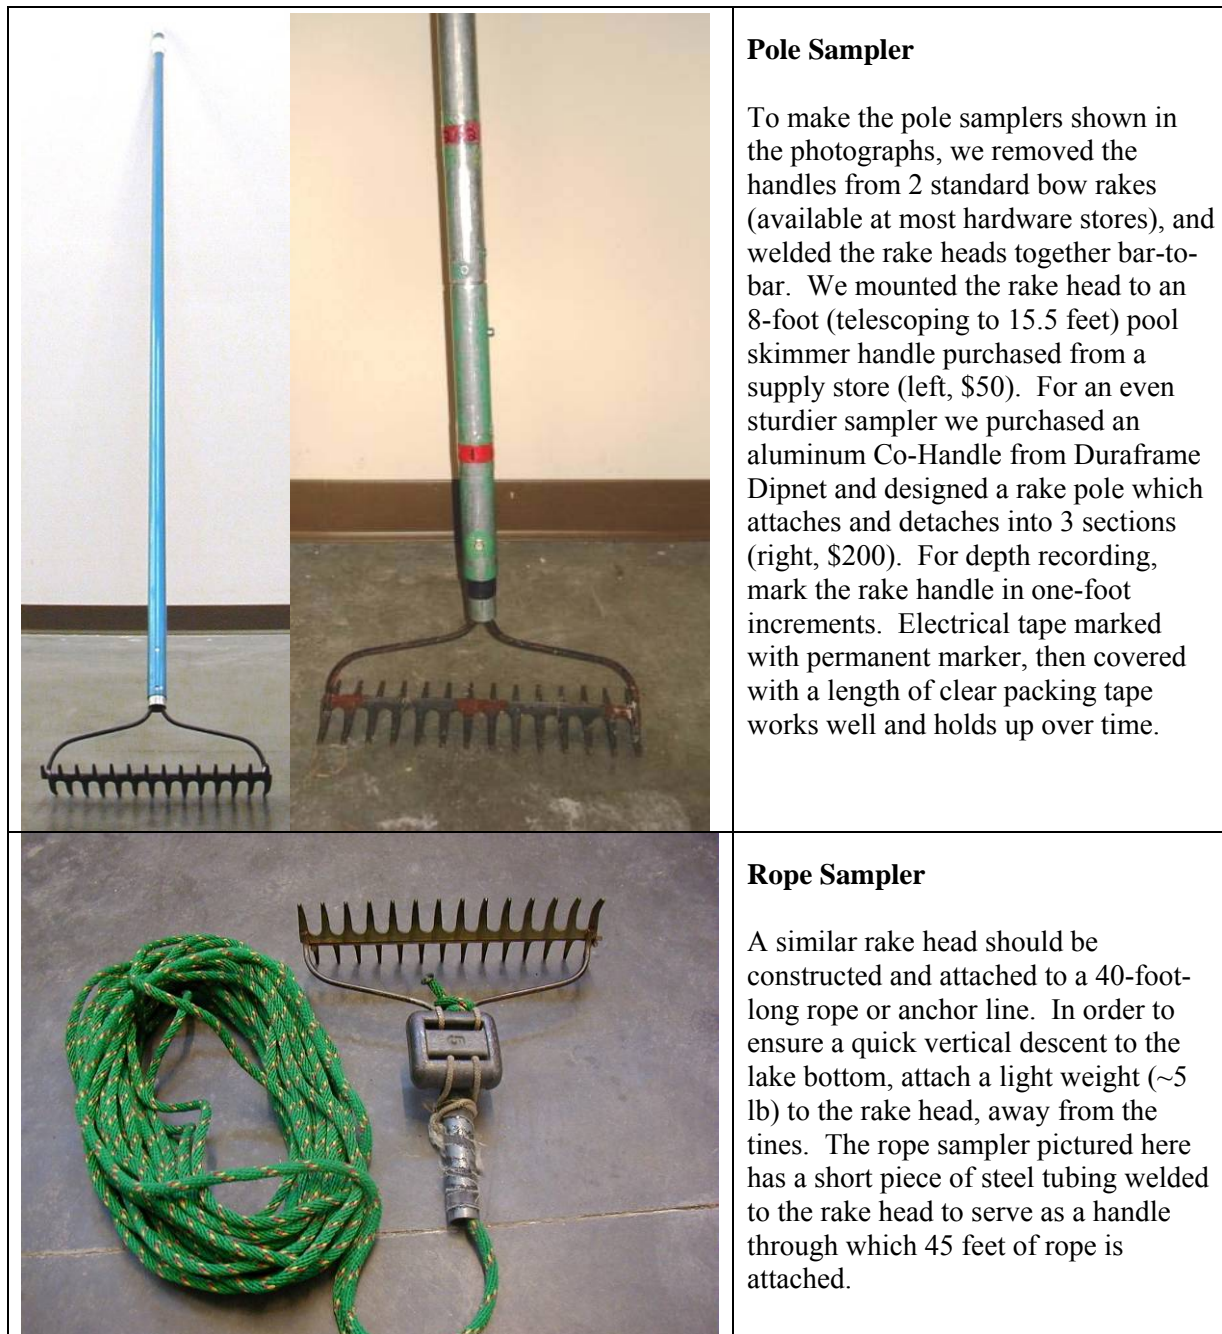 Pole Sampler
To make the pole samplers shown in
the photographs, we removed the
handles from 2 standard bow rakes
(available at most hardware stores), and
welded the rake heads together bar-to-
bar.  We mounted the rake head to an
8-foot (telescoping to 15.5 feet) pool
skimmer handle purchased from a
supply store (left, $50).  For an even
sturdier sampler we purchased an
aluminum Co-Handle from Duraframe
Dipnet and designed a rake pole which
attaches and detaches into 3 sections
(right, $200).  For depth recording,
mark the rake handle in one-foot
increments.  Electrical tape marked
with permanent marker, then covered
with a length of clear packing tape
works well and holds up over time.
1
Rope Sampler
A similar rake head should be
constructed and attached to a 40-foot-
long rope or anchor line.  In order to
ensure a quick vertical descent to the
lake bottom, attach a light weight (~5
lb) to the rake head, away from the
tines.  The rope sampler pictured here
has a short piece of steel tubing welded
to the rake head to serve as a handle
through which 45 feet of rope is
attached.